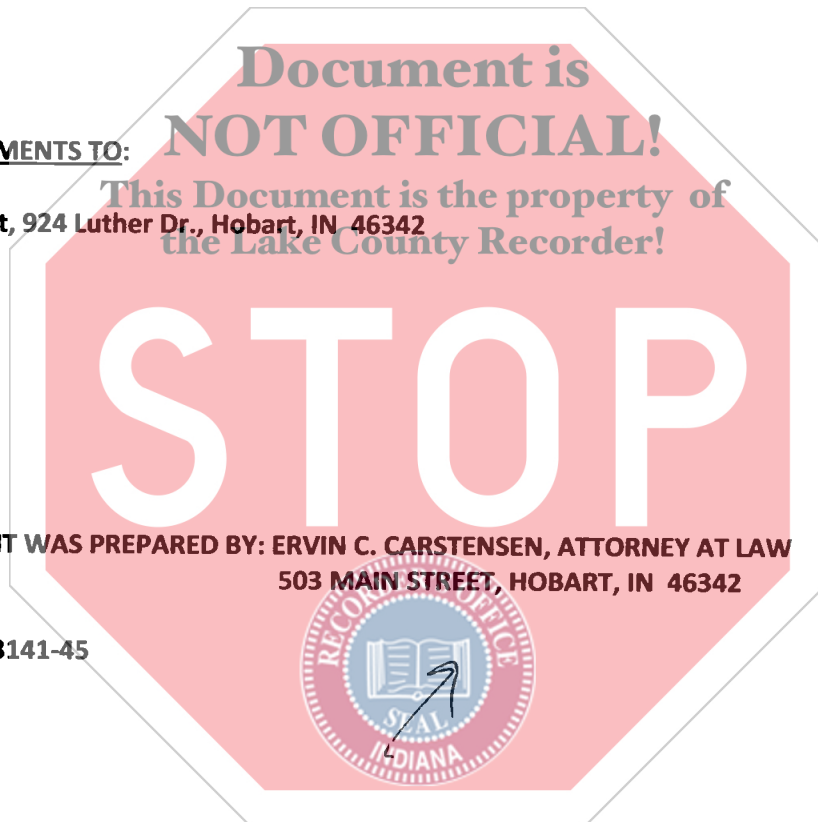 Document is
NOT OFFICIAL!
MENTS TO:
This Document is the property of
t, 924 Luther Dr., Hobart, IN 46342
the Lake County Recorder!
STOP
T WAS PREPARED BY: ERVIN C. CARSTENSEN, ATTORNEY AT LAW
503 MAIN STREET, HOBART, IN 46342
RECORDER'S OFFICE
3141-45
SEAL
INDIANA